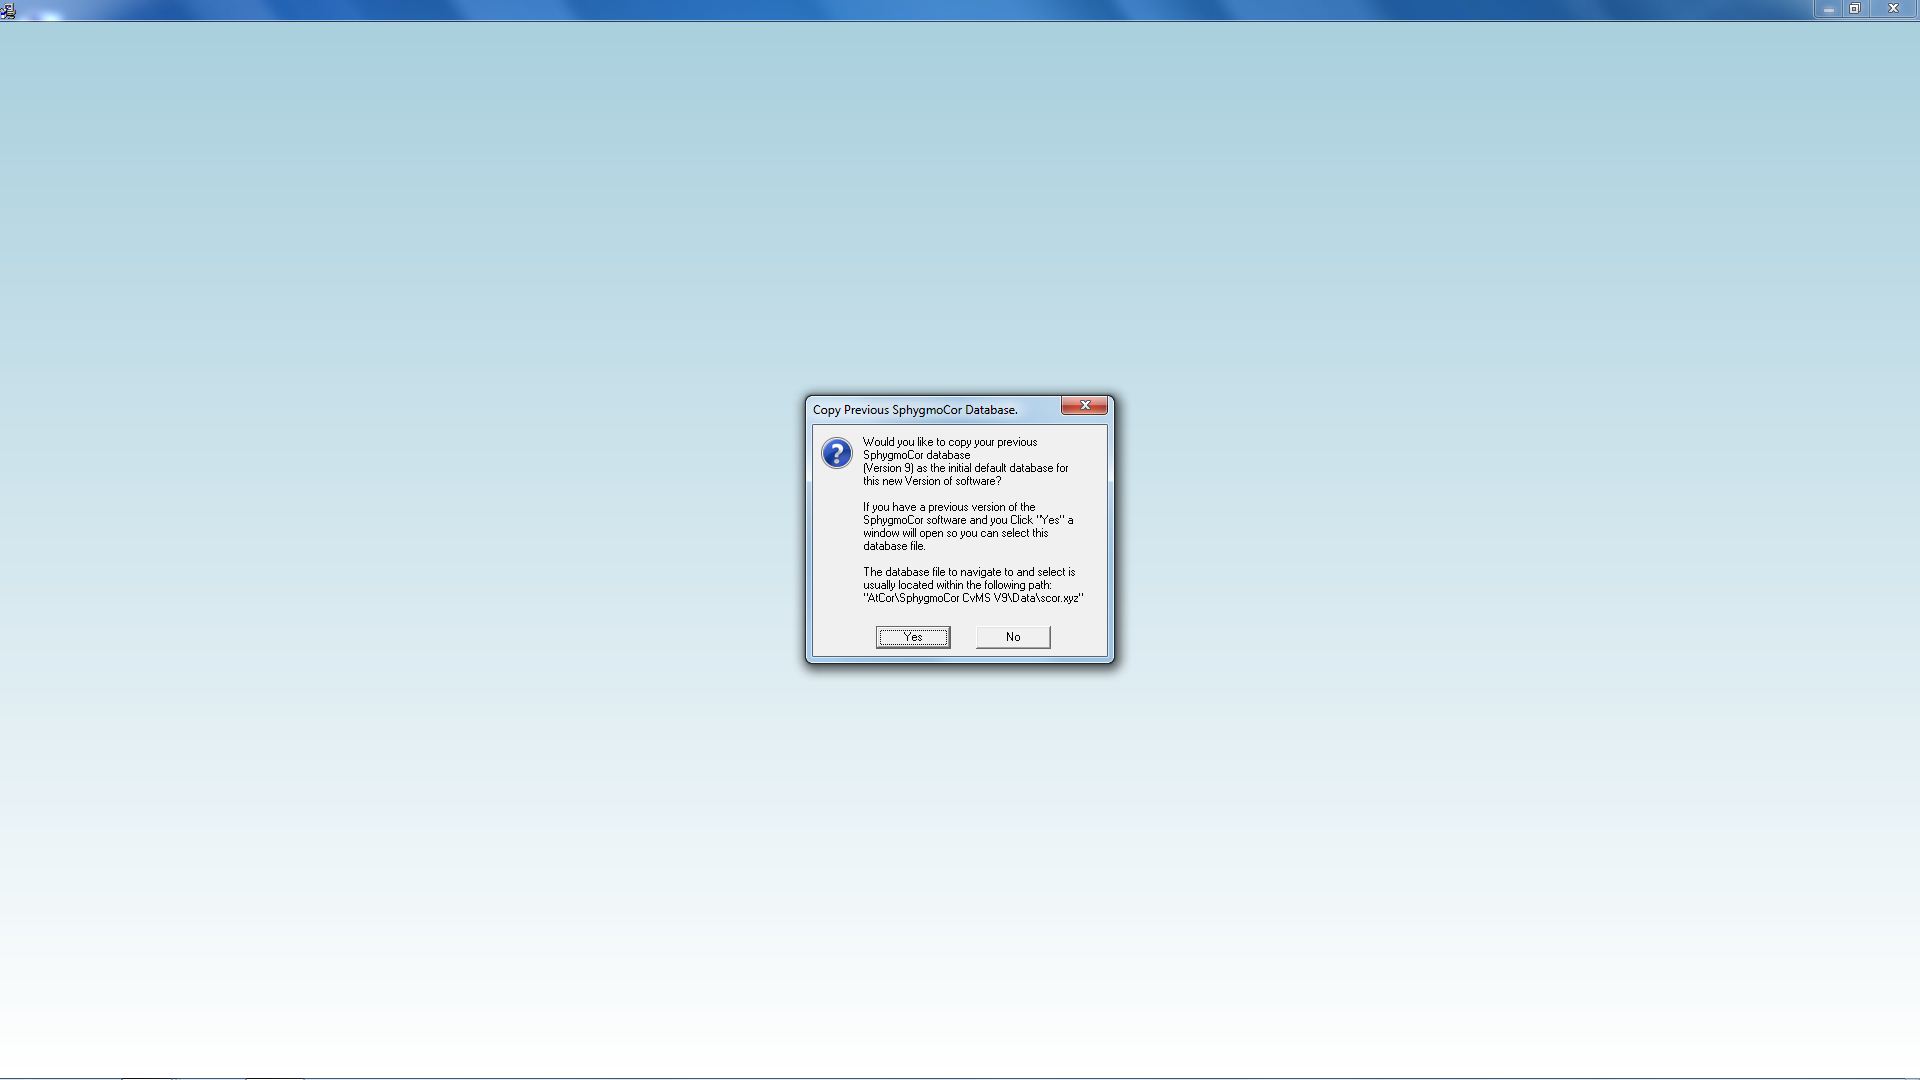 Copy Previous SphygmoCor Database.
Would you like to copy your previous
SphygmoCor database
(Version 9) as the initial default database for
this new Version of software?
If you have a previous version of the
SphygmoCor software and you Click "Yes" a
window will open so you can select this
database file.
The database file to navigate to and select is
usually located within the following path:
"AtCor\SphygmoCor CvMS V9\Data\scor.xyz"
Yes
No